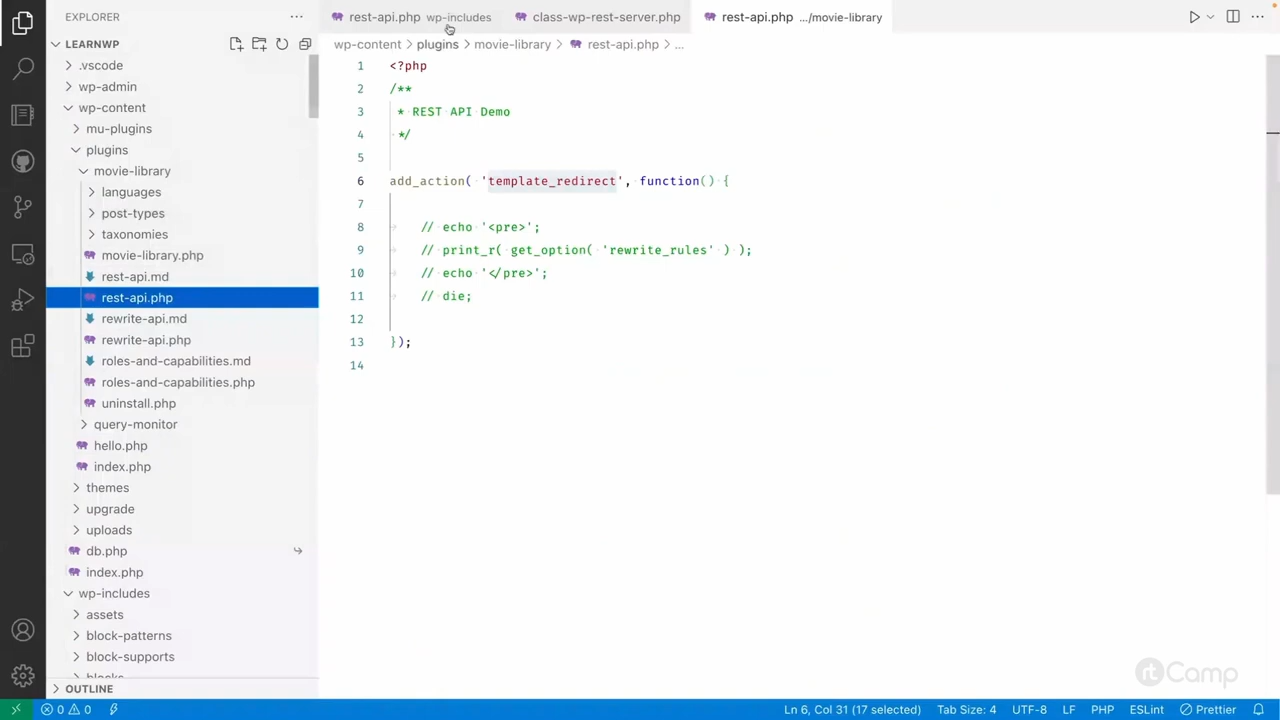 EXPLORER
rest-api.php wp-includes
class-wp-rest-server.php
rest-api.php .../movie-library
LEARNWP
wp-content > plugins > movie-library > rest-api.php > ...
.vscode
wp-admin
wp-content
mu-plugins
plugins
movie-library
languages
post-types
taxonomies
movie-library.php
rest-api.md
rest-api.php
rewrite-api.md
rewrite-api.php
roles-and-capabilities.md
roles-and-capabilities.php
uninstall.php
query-monitor
hello.php
index.php
themes
upgrade
uploads
db.php
index.php
wp-includes
assets
block-patterns
block-supports
blocks
OUTLINE
1 <?php
2 /**
3 * REST API Demo
4 */
5
6 add_action( 'template_redirect', function() {
7
8 // echo '<pre>';
9 // print_r( get_option( 'rewrite_rules' ) );
10 // echo '</pre>';
11 // die;
12
13 });
14
rtCamp
0 0
Ln 6, Col 31 (17 selected)
Tab Size: 4
UTF-8
LF
PHP
ESLint
Prettier